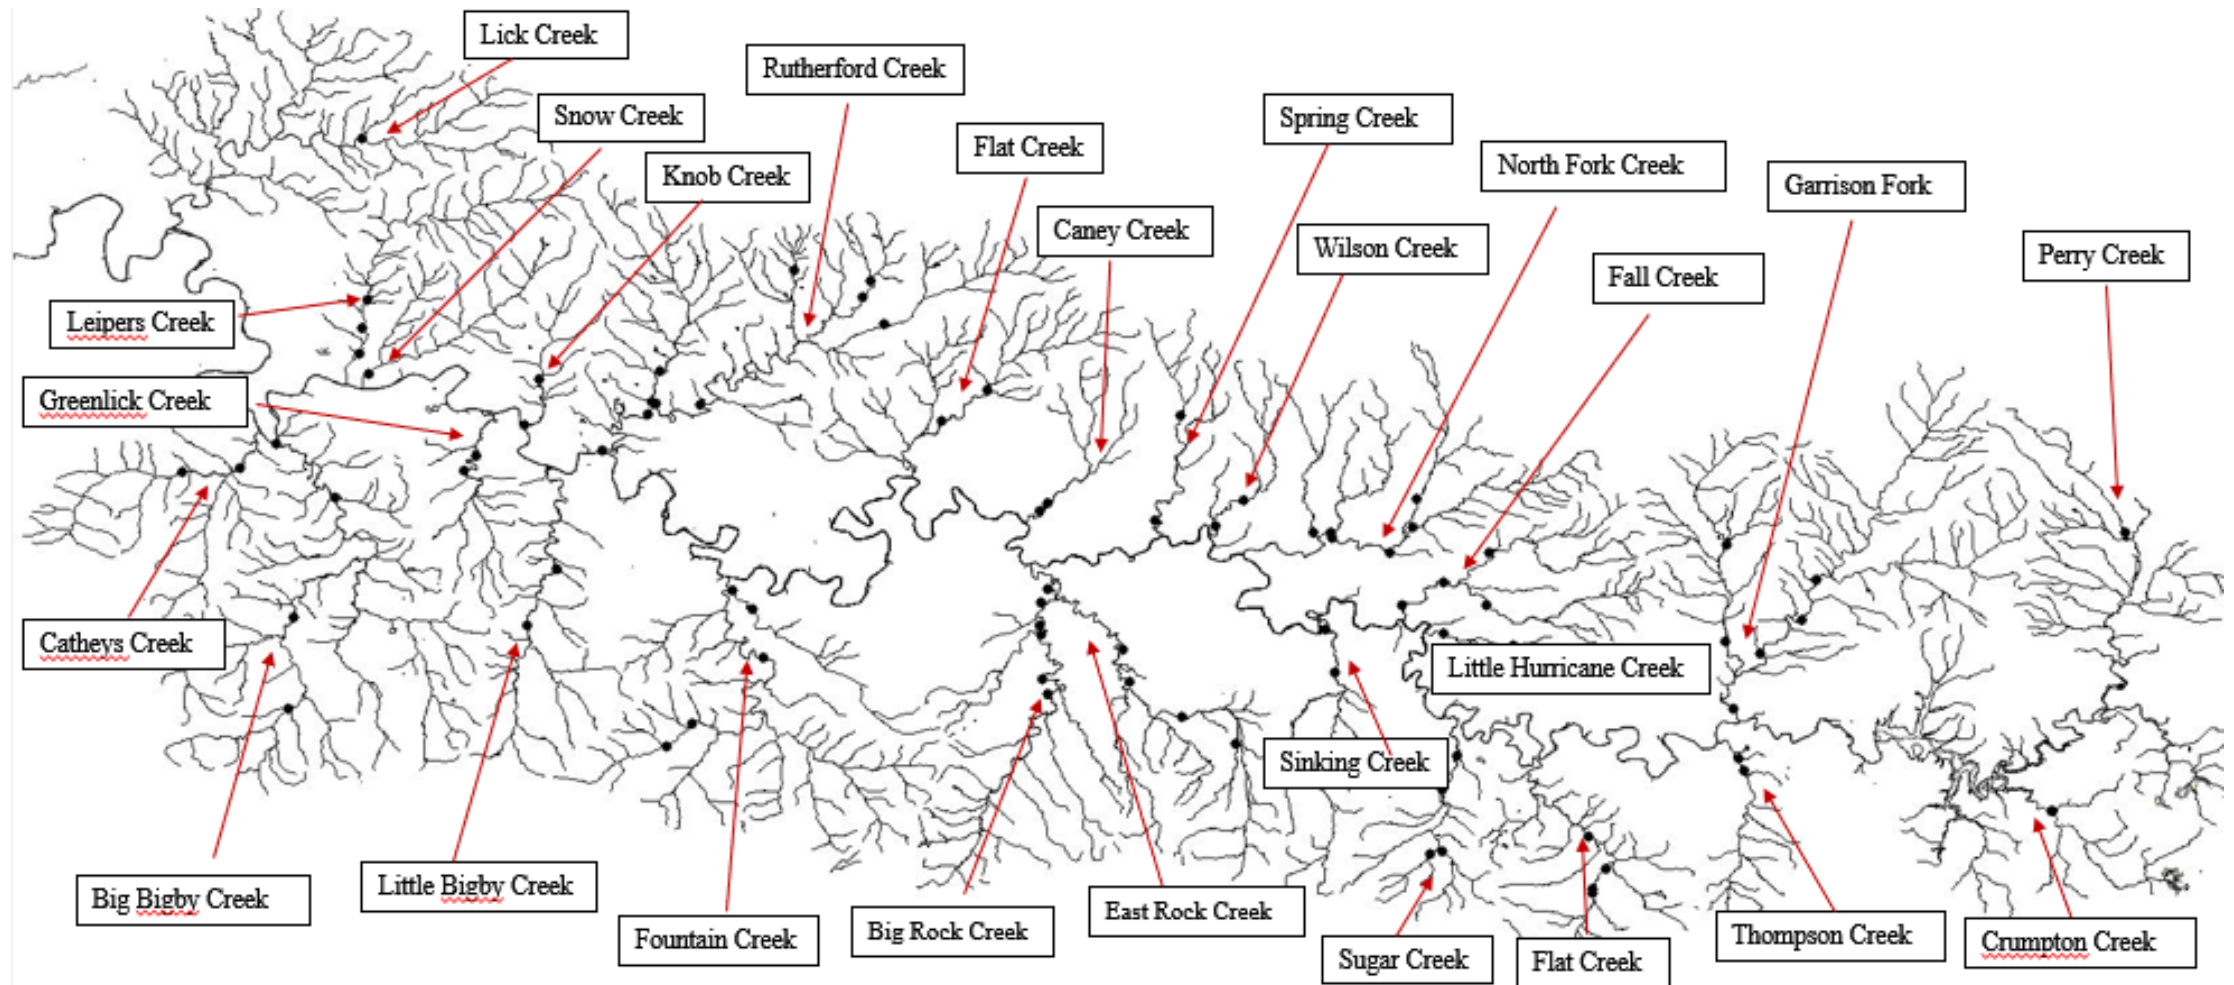 Lick Creek
Rutherford Creek
Snow Creek
Spring Creek
Flat Creek
North Fork Creek
Knob Creek
Garrison Fork
Caney Creek
Wilson Creek
Perry Creek
Fall Creek
Leipers Creek
Greenlick Creek
Catheys Creek
Little Hurricane Creek
Sinking Creek
Big Bigby Creek
Little Bigby Creek
East Rock Creek
Big Rock Creek
Fountain Creek
Thompson Creek
Crumpton Creek
Sugar Creek
Flat Creek